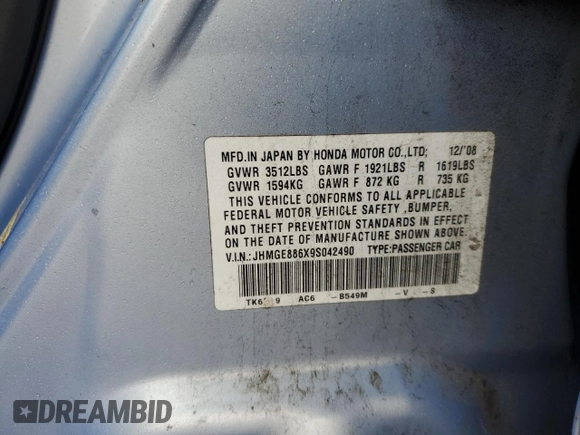 MFD.IN JAPAN BY HONDA MOTOR CO.,LTD; 12/'08
GVWR 3512LBS GAWR F 1921LBS R 1619LBS
GVWR 1594KG GAWR F 872 KG R 735 KG
THIS VEHICLE CONFORMS TO ALL APPLICABLE
FEDERAL MOTOR VEHICLE SAFETY ,BUMPER,
AND THEFT PREVENTION STANDARDS IN EFFECT
ON THE DATE OF MANUFACTURE SHOWN ABOVE.
V.I.N.:JHMGE886X9S042490 TYPE:PASSENGER CAR
AC6 -B549M -V -S
DREAMBID